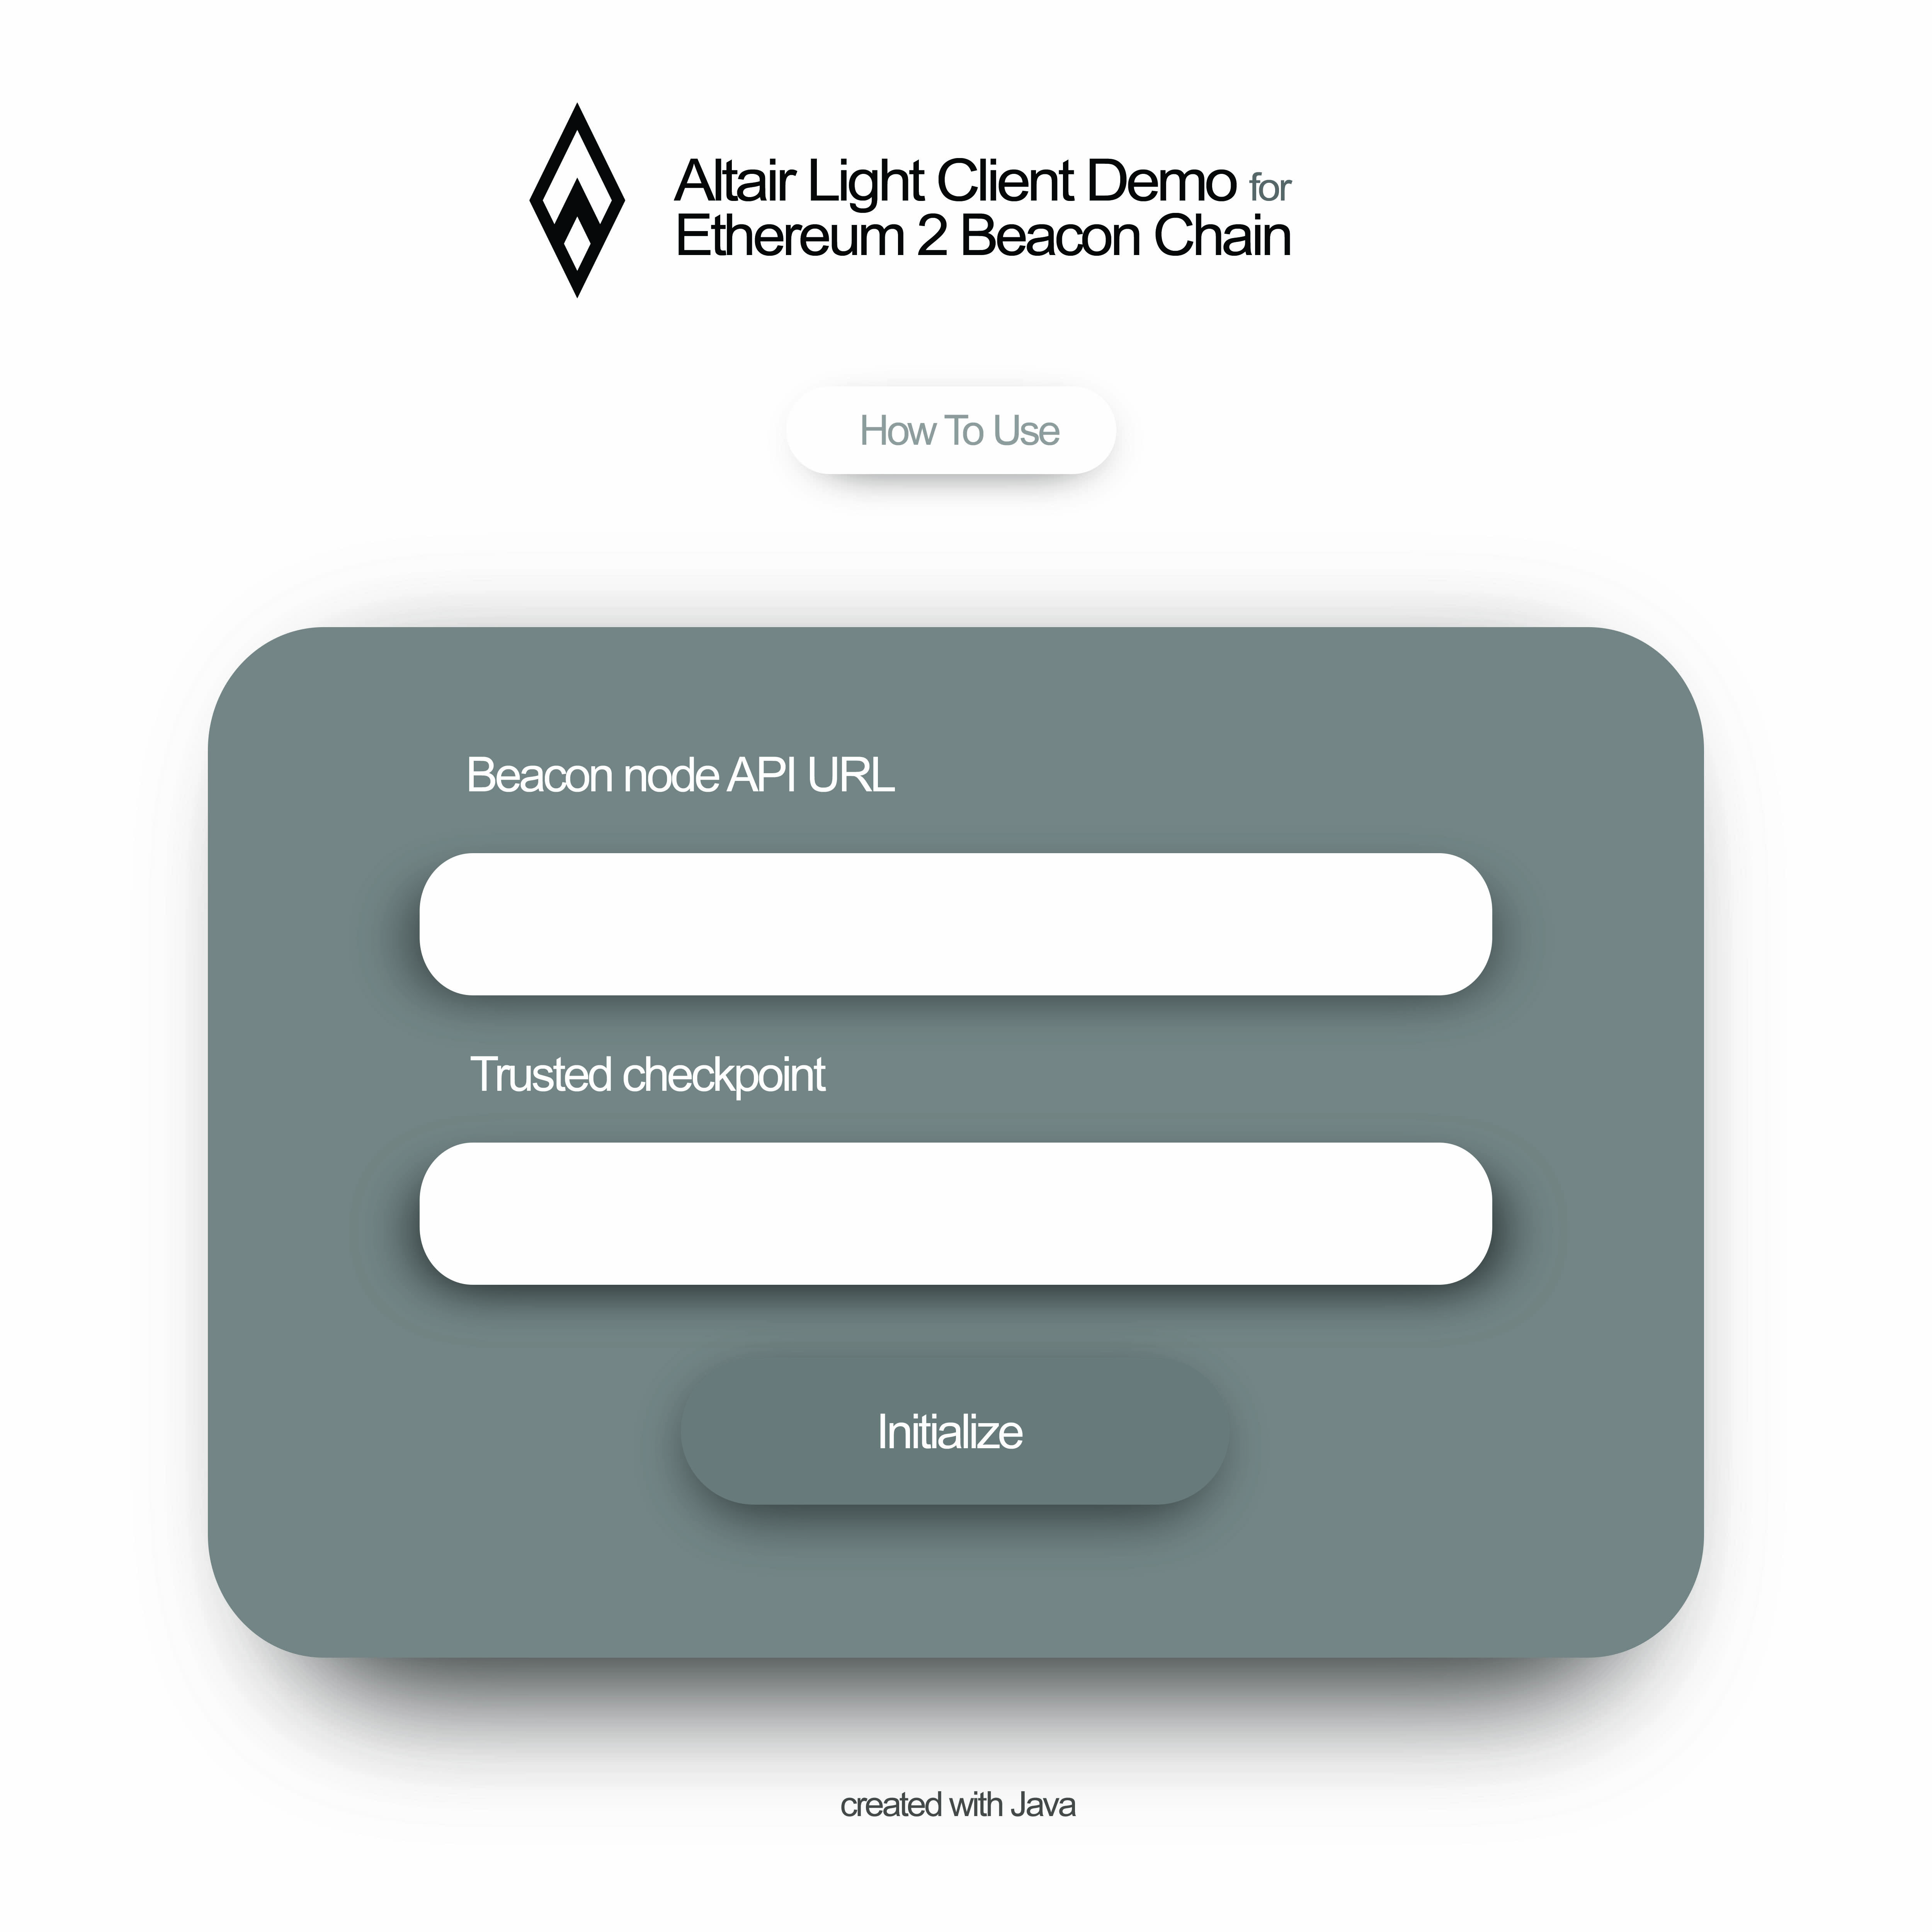 Altair Light Client Demo for
Ethereum 2 Beacon Chain
How To Use
Beacon node API URL
Trusted checkpoint
Initialize
created with Java